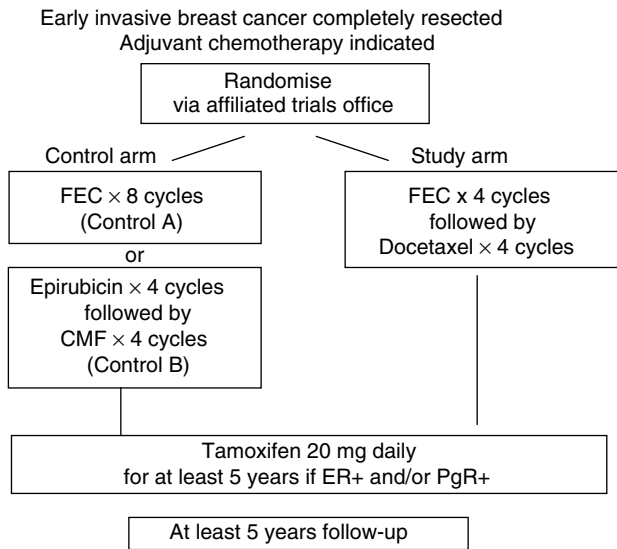 Early invasive breast cancer completely resected
Adjuvant chemotherapy indicated
Randomise
via affiliated trials office
Control arm
Study arm
FEC × 8 cycles
(Control A)
or
Epirubicin × 4 cycles
followed by
CMF × 4 cycles
(Control B)
FEC x 4 cycles
followed by
Docetaxel × 4 cycles
Tamoxifen 20 mg daily
for at least 5 years if ER+ and/or PgR+
At least 5 years follow-up